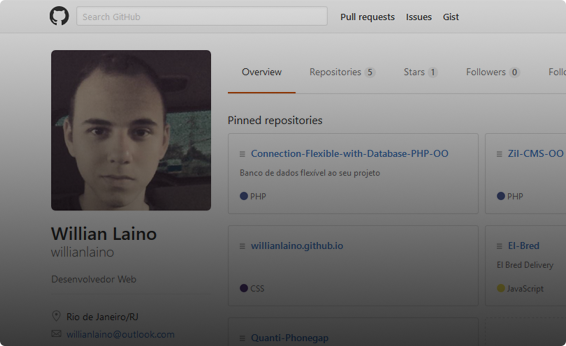 Search GitHub
Pull requests Issues Gist
Overview Repositories 5 Stars 1 Followers 0 Follo
Pinned repositories
Connection-Flexible-with-Database-PHP-OO
Banco de dados flexível ao seu projeto
PHP
Zil-CMS-OO
PHP
Willian Laino
willianlaino
Desenvolvedor Web
Rio de Janeiro/RJ
willianlaino@outlook.com
willianlaino.github.io
CSS
El-Bred
El Bred Delivery
JavaScript
Quanti-Phonegap